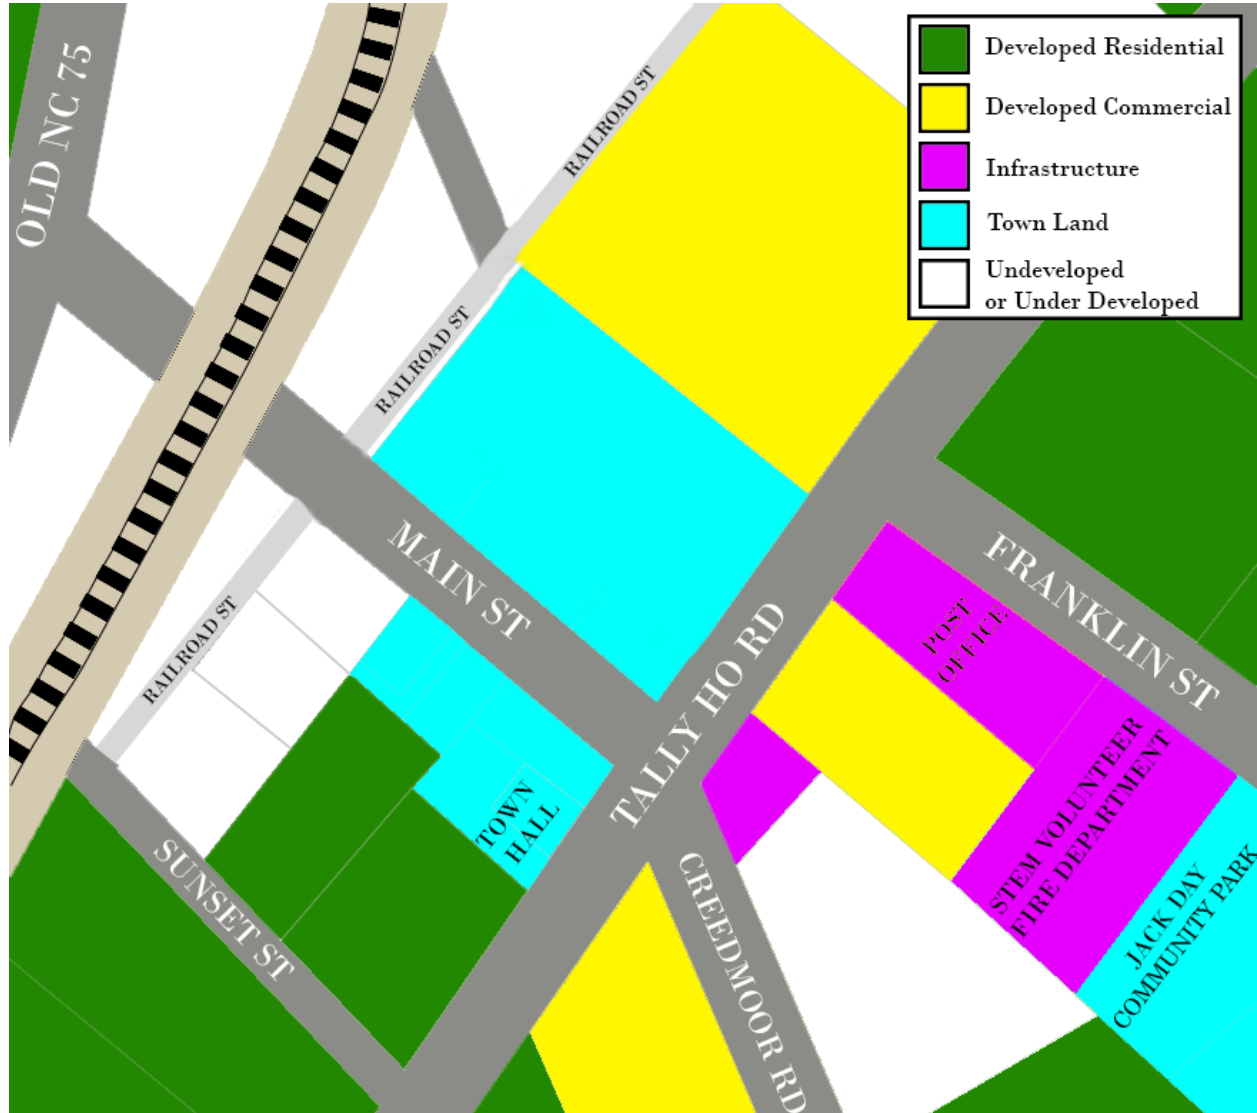 OLD NC 75
RAILROAD ST
Developed Residential
Developed Commercial
Infrastructure
Town Land
Undeveloped
or Under Developed
RAILROAD ST
MAIN ST
FRANKLIN ST
POST
OFFICE
RAILROAD ST
TALLY HO RD
TOWN
HALL
STEM VOLUNTEER
FIRE DEPARTMENT
SUNSET ST
CREEDMOOR RD
JACK DAY
COMMUNITY PARK